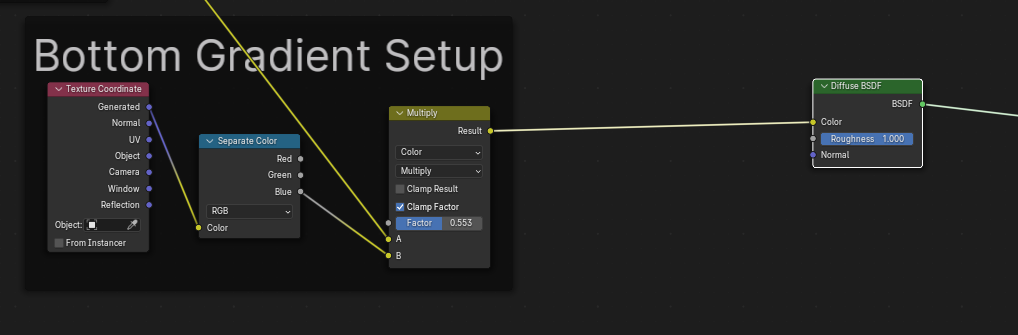 Bottom Gradient Setup
Texture Coordinate
Generated
Normal
UV
Object
Camera
Window
Reflection
Object:
From Instancer
Separate Color
Red
Green
Blue
RGB
Color
Multiply
Result
Color
Multiply
Clamp Result
Clamp Factor
Factor 0.553
A
B
Diffuse BSDF
BSDF
Color
Roughness 1.000
Normal